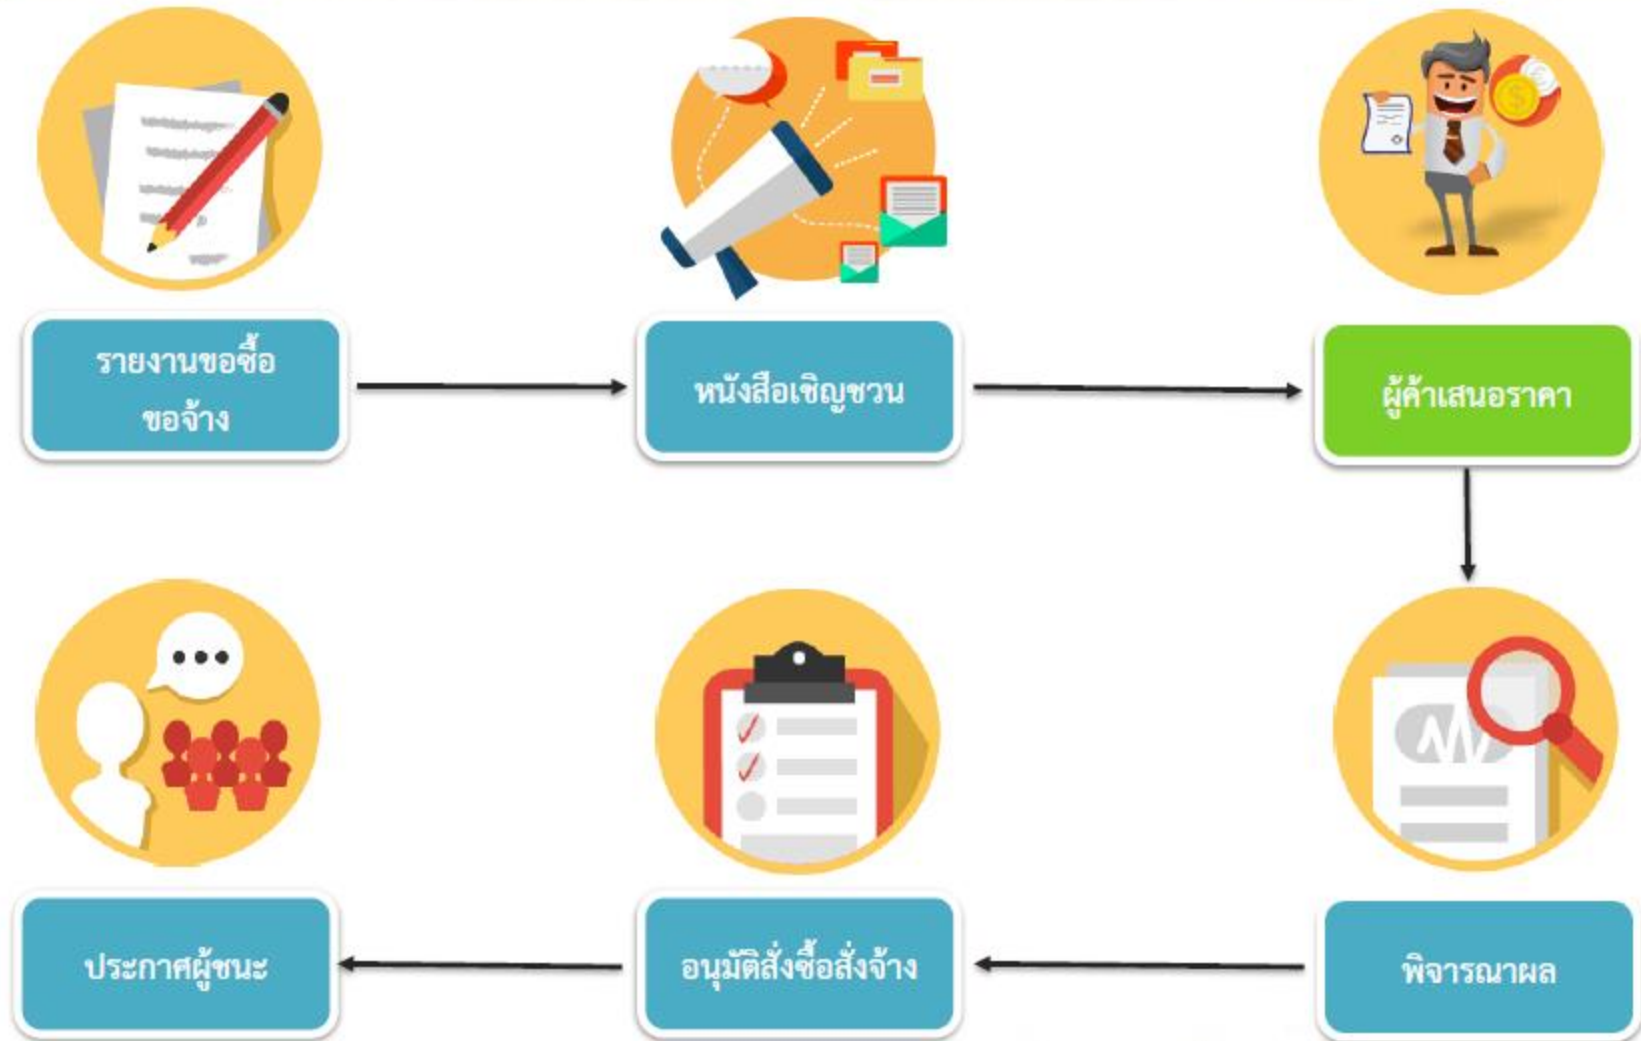 รายงานขอซื้อ
ขอจ้าง
หนังสือเชิญชวน
ผู้ค้าเสนอราคา
พิจารณาผล
อนุมัติสั่งซื้อสั่งจ้าง
ประกาศผู้ชนะ